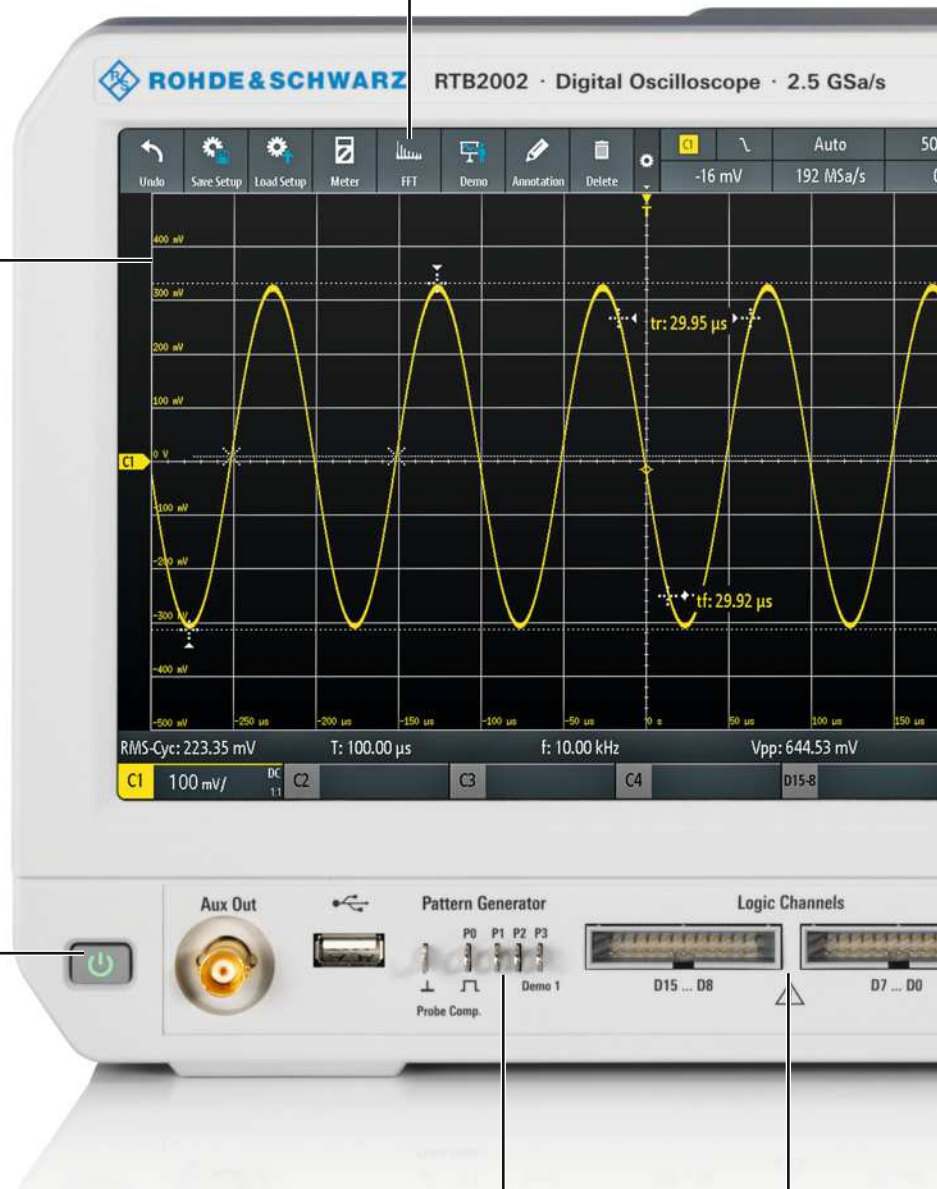 ROHDE&SCHWARZ RTB2002 · Digital Oscilloscope · 2.5 GSa/s
Undo Save Setup Load Setup Meter FFT Demo Annotation Delete
C1 Auto
-16 mV 192 MSa/s
T
400 mV
300 mV
tr: 29.95 µs
200 mV
100 mV
C1 0 V
-100 mV
-200 mV
tf: 29.92 µs
-300 mV
-400 mV
-500 mV -250 µs -200 µs -150 µs -100 µs -50 µs 0 s 50 µs 100 µs 150 µs
RMS-Cyc: 223.35 mV T: 100.00 µs f: 10.00 kHz Vpp: 644.53 mV
C1 100 mV/ DC 1:1 C2 C3 C4 D15-8
Aux Out Pattern Generator Logic Channels
P0 P1 P2 P3
Demo 1 D15 ... D8 D7 ... D0
Probe Comp.